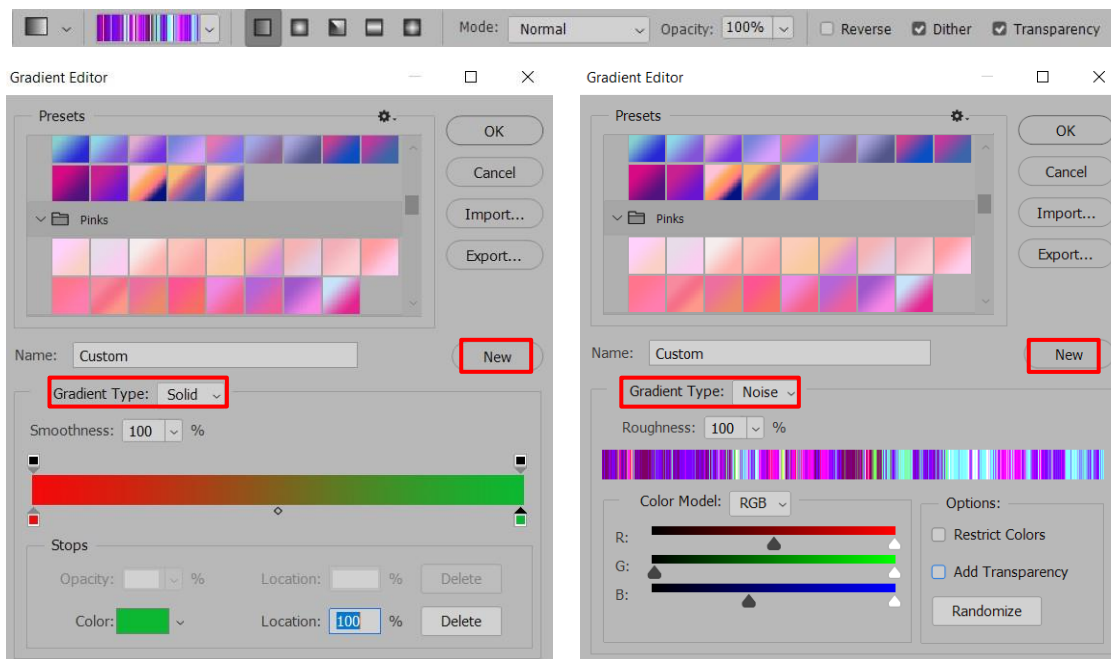 Mode: Normal Opacity: 100% Reverse Dither Transparency
Gradient Editor
Presets
OK
Cancel
Import...
Export...
Pinks
Name: Custom
New
Gradient Type: Solid
Smoothness: 100 %
Stops
Opacity: % Location: % Delete
Color: Location: 100 % Delete
Gradient Editor
Presets
OK
Cancel
Import...
Export...
Pinks
Name: Custom
New
Gradient Type: Noise
Roughness: 100 %
Color Model: RGB
R:
G:
B:
Options:
Restrict Colors
Add Transparency
Randomize